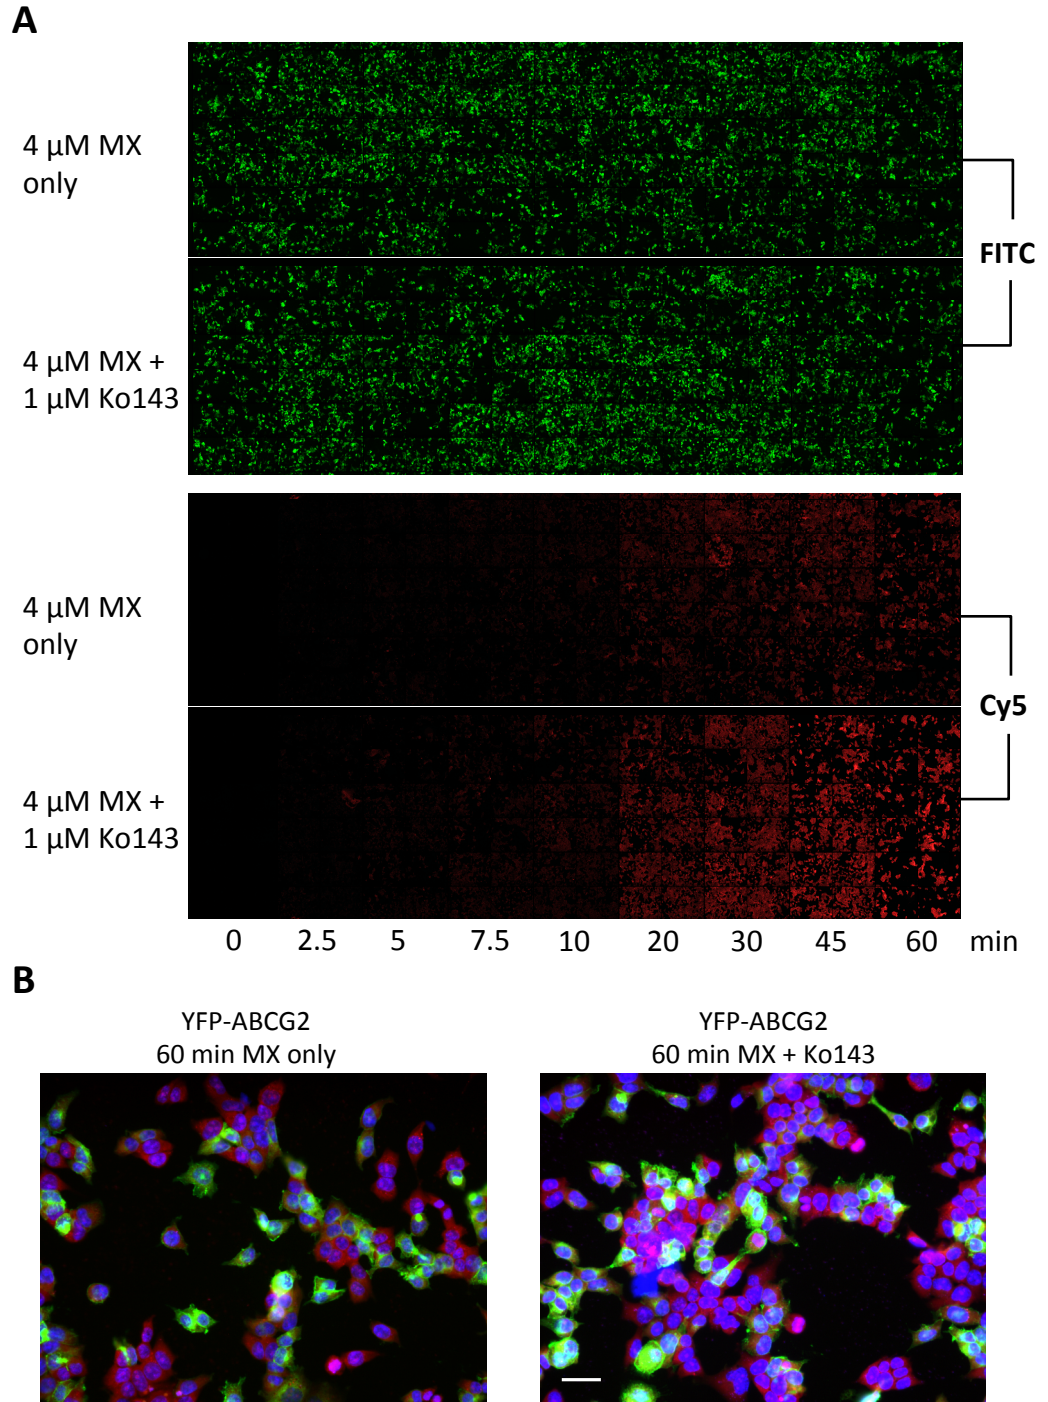 A
4 µM MX
only
FITC
4 µM MX +
1 µM Ko143
4 µM MX
only
Cy5
4 µM MX +
1 µM Ko143
0 2.5 5 7.5 10 20 30 45 60 min
B
YFP-ABCG2
60 min MX only
YFP-ABCG2
60 min MX + Ko143